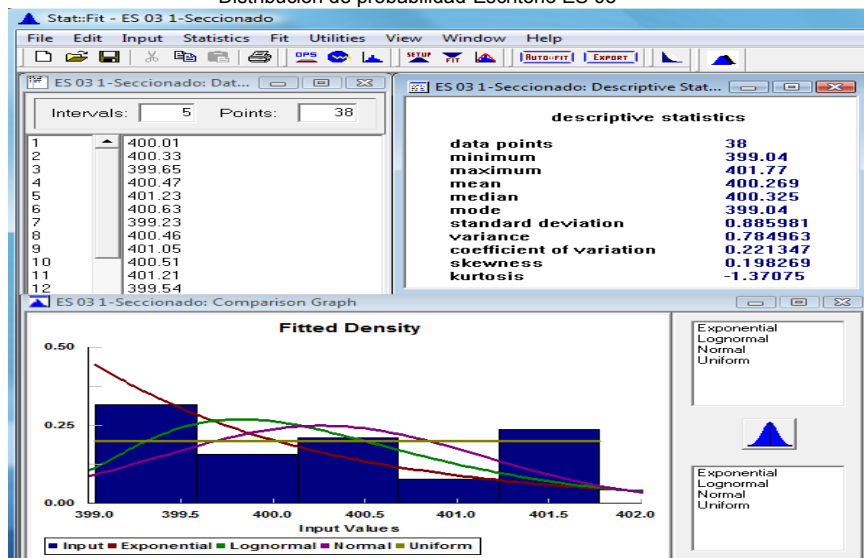 Stat::Fit - ES 03 1-Seccionado
File Edit Input Statistics Fit Utilities View Window Help
OPS SETUP FIT AUTO::FIT EXPORT
ES 03 1-Seccionado: Dat...
Intervals: 5 Points: 38
1 400.01
2 400.33
3 399.65
4 400.47
5 401.23
6 400.63
7 399.23
8 400.46
9 401.05
10 400.51
11 401.21
12 399.54
ES 03 1-Seccionado: Descriptive Stat...
descriptive statistics
data points 38
minimum 399.04
maximum 401.77
mean 400.269
median 400.325
mode 399.04
standard deviation 0.885981
variance 0.784963
coefficient of variation 0.221347
skewness 0.198269
kurtosis -1.37075
ES 03 1-Seccionado: Comparison Graph
Fitted Density
0.50
0.25
0.00
399.0 399.5 400.0 400.5 401.0 401.5 402.0
Input Values
Input Exponential Lognormal Normal Uniform
Exponential
Lognormal
Normal
Uniform
Exponential
Lognormal
Normal
Uniform